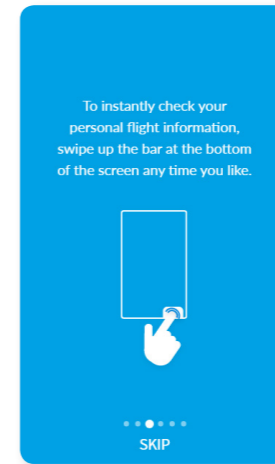 To instantly check your
personal flight information,
swipe up the bar at the bottom
of the screen any time you like.
SKIP